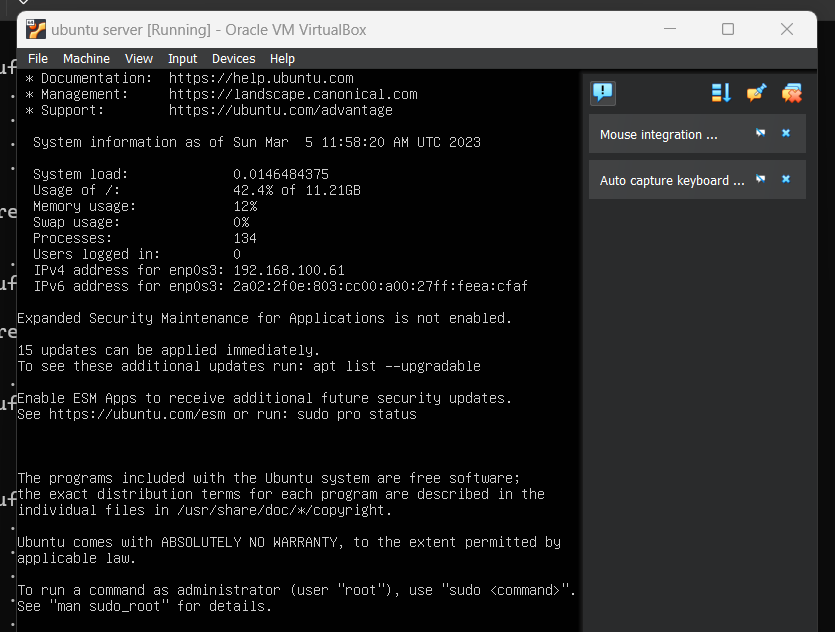 ubuntu server [Running] - Oracle VM VirtualBox
File Machine View Input Devices Help
* Documentation: https://help.ubuntu.com
* Management: https://landscape.canonical.com
* Support: https://ubuntu.com/advantage
System information as of Sun Mar 5 11:58:20 AM UTC 2023
System load: 0.0146484375
Usage of /: 42.4% of 11.21GB
Memory usage: 12%
Swap usage: 0%
Processes: 134
Users logged in: 0
IPv4 address for enp0s3: 192.168.100.61
IPv6 address for enp0s3: 2a02:2f0e:803:cc00:a00:27ff:feea:cfaf
Expanded Security Maintenance for Applications is not enabled.
15 updates can be applied immediately.
To see these additional updates run: apt list --upgradable
Enable ESM Apps to receive additional future security updates.
See https://ubuntu.com/esm or run: sudo pro status
The programs included with the Ubuntu system are free software;
the exact distribution terms for each program are described in the
individual files in /usr/share/doc/*/copyright.
Ubuntu comes with ABSOLUTELY NO WARRANTY, to the extent permitted by
applicable law.
To run a command as administrator (user "root"), use "sudo <command>".
See "man sudo_root" for details.
Mouse integration ...
Auto capture keyboard ...